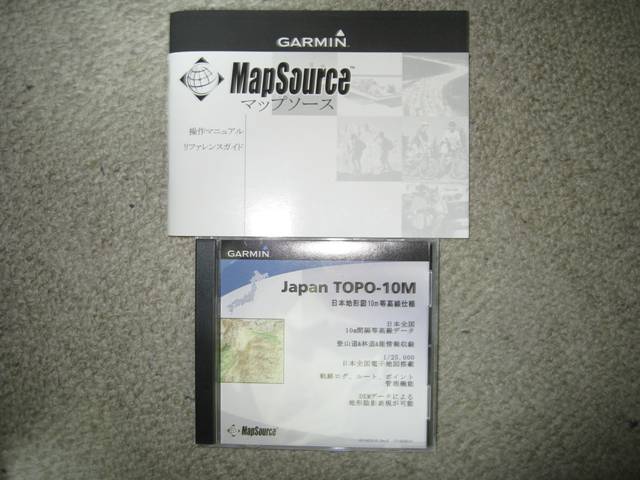 GARMIN
MapSource™
マップソース
操作マニュアル
リファレンスガイド
GARMIN
Japan TOPO-10M
日本地形図10m等高線仕様
日本全国
10m間隔等高線データ
登山道&林道&施情報収録
1/25,000
日本全国電子地図搭載
軌跡ログ、ルート、ポイント
管理機能
DEMデータによる
地形陰影表現が可能
MapSource